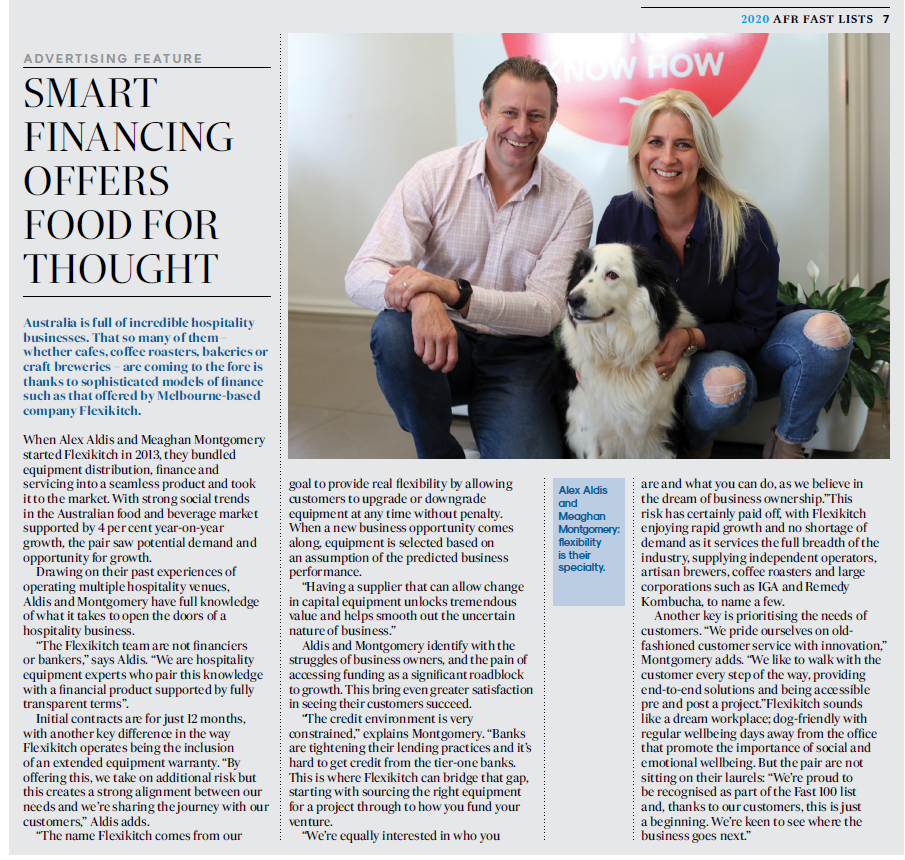 2020 AFR FAST LISTS 7
ADVERTISING FEATURE
SMART
FINANCING
OFFERS
FOOD FOR
THOUGHT
KNOW HOW
Australia is full of incredible hospitality
businesses. That so many of them –
whether cafes, coffee roasters, bakeries or
craft breweries – are coming to the fore is
thanks to sophisticated models of finance
such as that offered by Melbourne-based
company Flexikitch.
When Alex Aldis and Meaghan Montgomery
started Flexikitch in 2013, they bundled
equipment distribution, finance and
servicing into a seamless product and took
it to the market. With strong social trends
in the Australian food and beverage market
supported by 4 per cent year-on-year
growth, the pair saw potential demand and
opportunity for growth.
Drawing on their past experiences of
operating multiple hospitality venues,
Aldis and Montgomery have full knowledge
of what it takes to open the doors of a
hospitality business.
“The Flexikitch team are not financiers
or bankers,” says Aldis. “We are hospitality
equipment experts who pair this knowledge
with a financial product supported by fully
transparent terms”.
Initial contracts are for just 12 months,
with another key difference in the way
Flexikitch operates being the inclusion
of an extended equipment warranty. “By
offering this, we take on additional risk but
this creates a strong alignment between our
needs and we’re sharing the journey with our
customers,” Aldis adds.
“The name Flexikitch comes from our
goal to provide real flexibility by allowing
customers to upgrade or downgrade
equipment at any time without penalty.
When a new business opportunity comes
along, equipment is selected based on
an assumption of the predicted business
performance.
“Having a supplier that can allow change
in capital equipment unlocks tremendous
value and helps smooth out the uncertain
nature of business.”
Aldis and Montgomery identify with the
struggles of business owners, and the pain of
accessing funding as a significant roadblock
to growth. This bring even greater satisfaction
in seeing their customers succeed.
“The credit environment is very
constrained,” explains Montgomery. “Banks
are tightening their lending practices and it’s
hard to get credit from the tier-one banks.
This is where Flexikitch can bridge that gap,
starting with sourcing the right equipment
for a project through to how you fund your
venture.
“We’re equally interested in who you
Alex Aldis
and
Meaghan
Montgomery:
flexibility
is their
specialty.
are and what you can do, as we believe in
the dream of business ownership.”This
risk has certainly paid off, with Flexikitch
enjoying rapid growth and no shortage of
demand as it services the full breadth of the
industry, supplying independent operators,
artisan brewers, coffee roasters and large
corporations such as IGA and Remedy
Kombucha, to name a few.
Another key is prioritising the needs of
customers. “We pride ourselves on old-
fashioned customer service with innovation,”
Montgomery adds. “We like to walk with the
customer every step of the way, providing
end-to-end solutions and being accessible
pre and post a project.”Flexikitch sounds
like a dream workplace; dog-friendly with
regular wellbeing days away from the office
that promote the importance of social and
emotional wellbeing. But the pair are not
sitting on their laurels: “We’re proud to
be recognised as part of the Fast 100 list
and, thanks to our customers, this is just
a beginning. We’re keen to see where the
business goes next.”